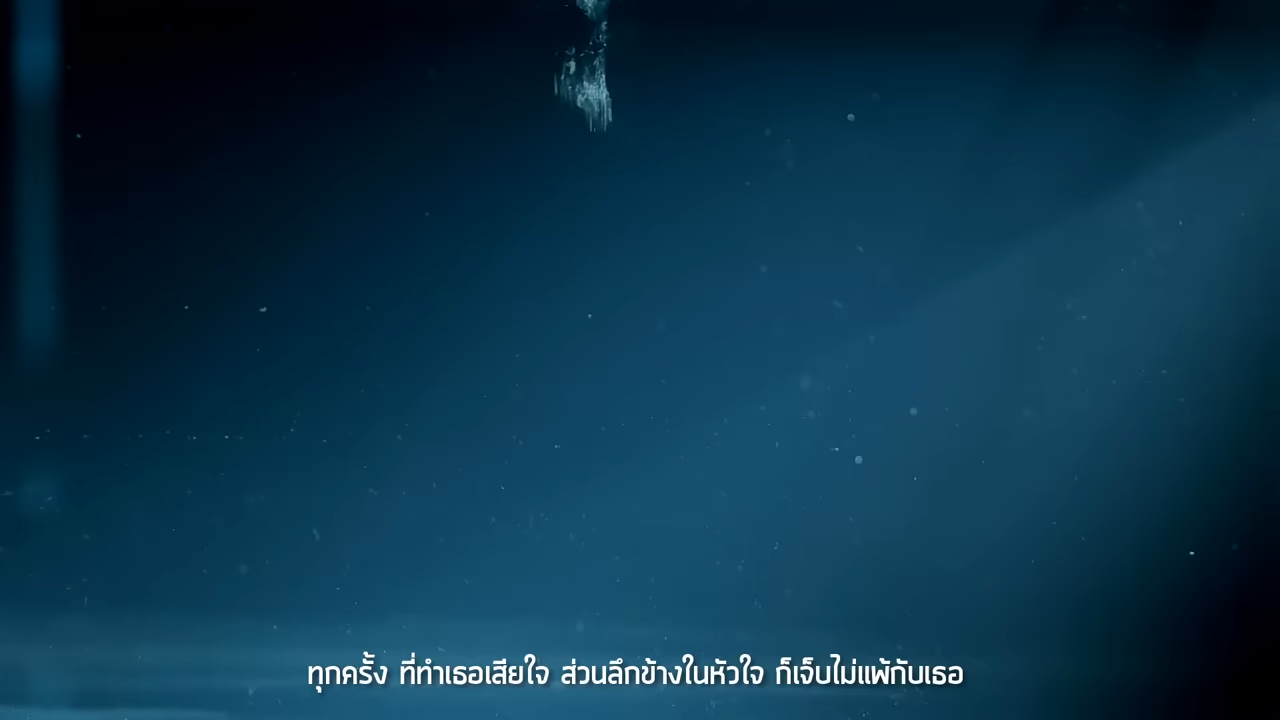 ทุกครั้ง ที่ทำเธอเสียใจ ส่วนลึกข้างในหัวใจ ก็เจ็บไม่แพ้กับเธอ